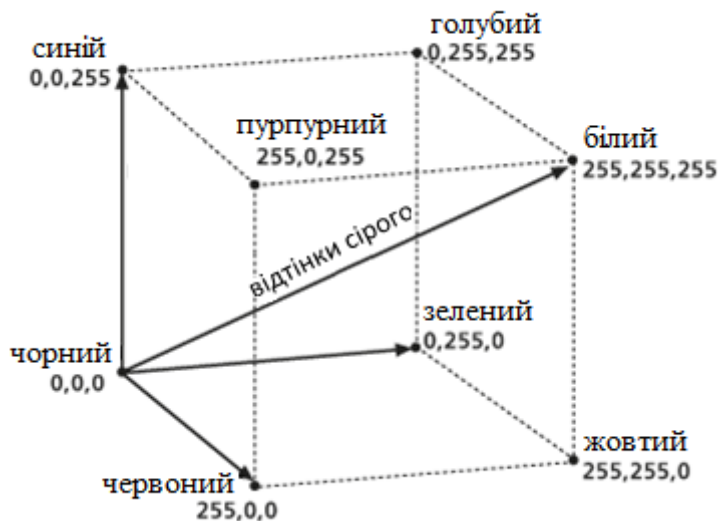 голубий
0,255,255
синій
0,0,255
пурпурний
255,0,255
білий
255,255,255
відтінки сірого
зелений
0,255,0
чорний
0,0,0
жовтий
255,255,0
червоний
255,0,0